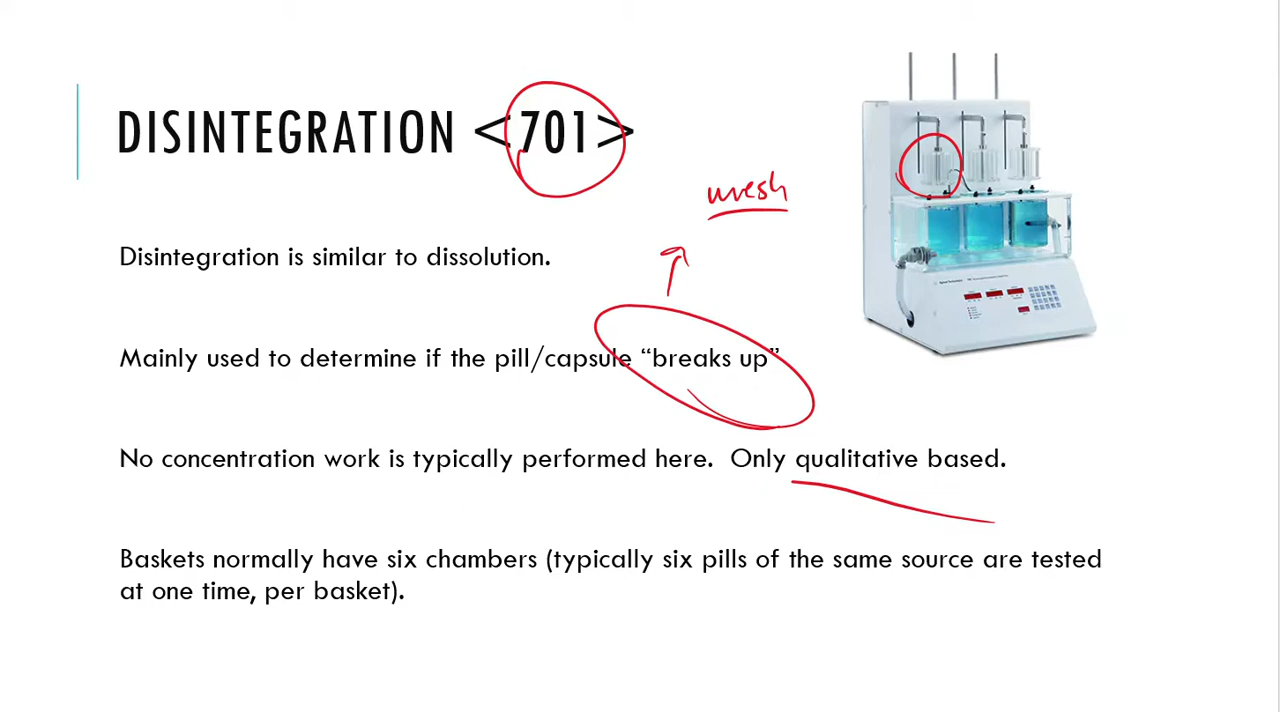 DISINTEGRATION <701>
mesh
Disintegration is similar to dissolution.
Mainly used to determine if the pill/capsule “breaks up”
No concentration work is typically performed here.  Only qualitative based.
Baskets normally have six chambers (typically six pills of the same source are tested
at one time, per basket).